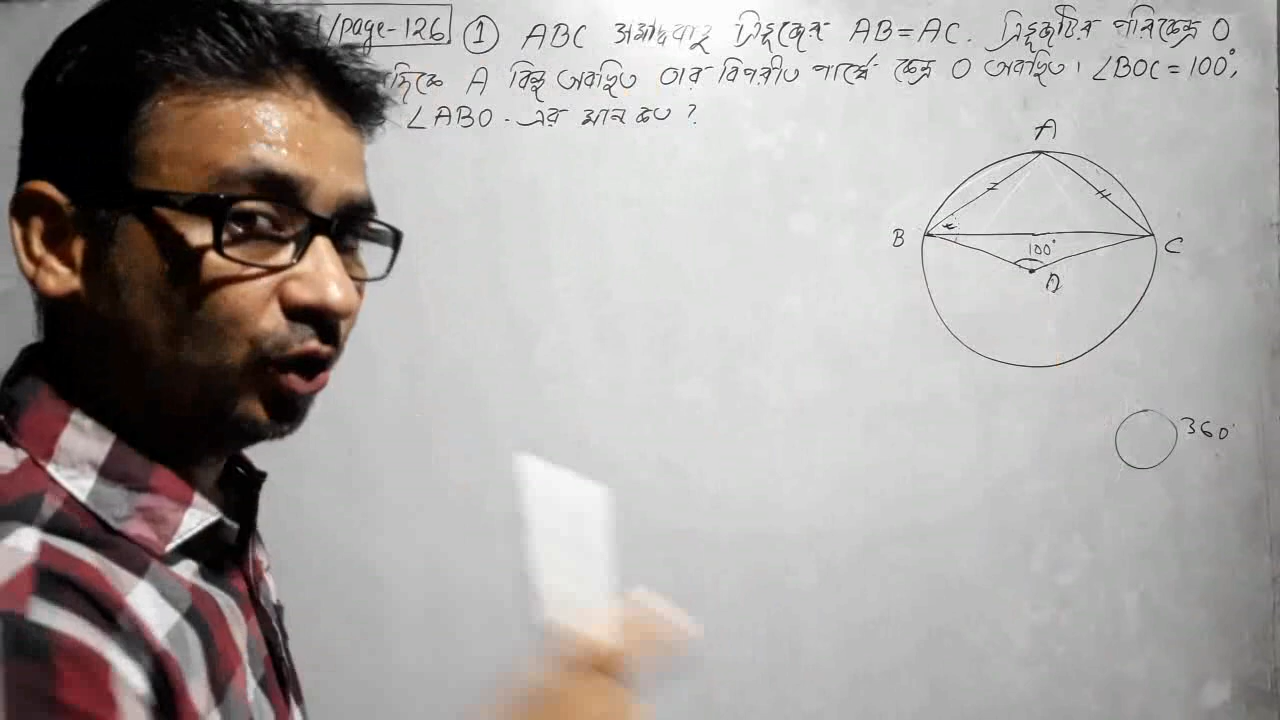 1/page-126 ① ABC সমদ্বিবাহু ত্রিভুজের AB=AC. ত্রিভুজটির পরিকেন্দ্র O
A বিন্দু অবস্থিত তার বিপরীত পার্শ্বে কেন্দ্র O অবস্থিত। ∠BOC = 100°,
∠ABO - এর মান কত ?
A
B
C
100°
O
360°